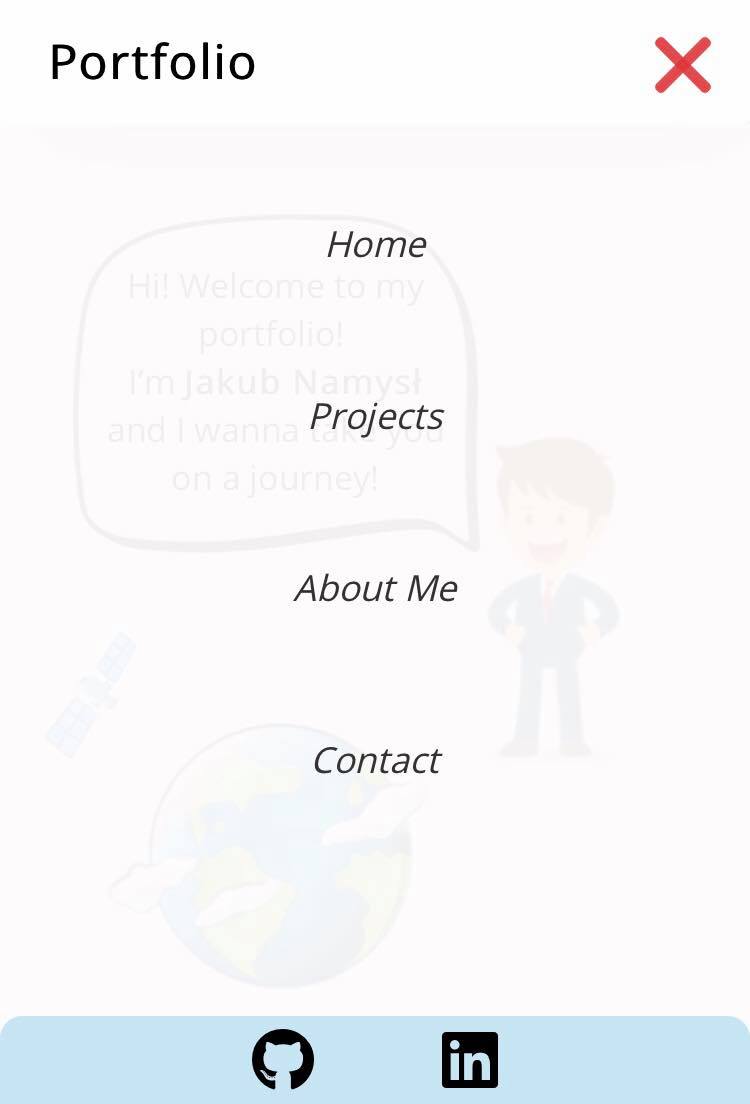 Portfolio
Home
Hi! Welcome to my
portfolio!
I'm Jakub Namysł
Projects
and I wanna take you
on a journey!
About Me
Contact
in